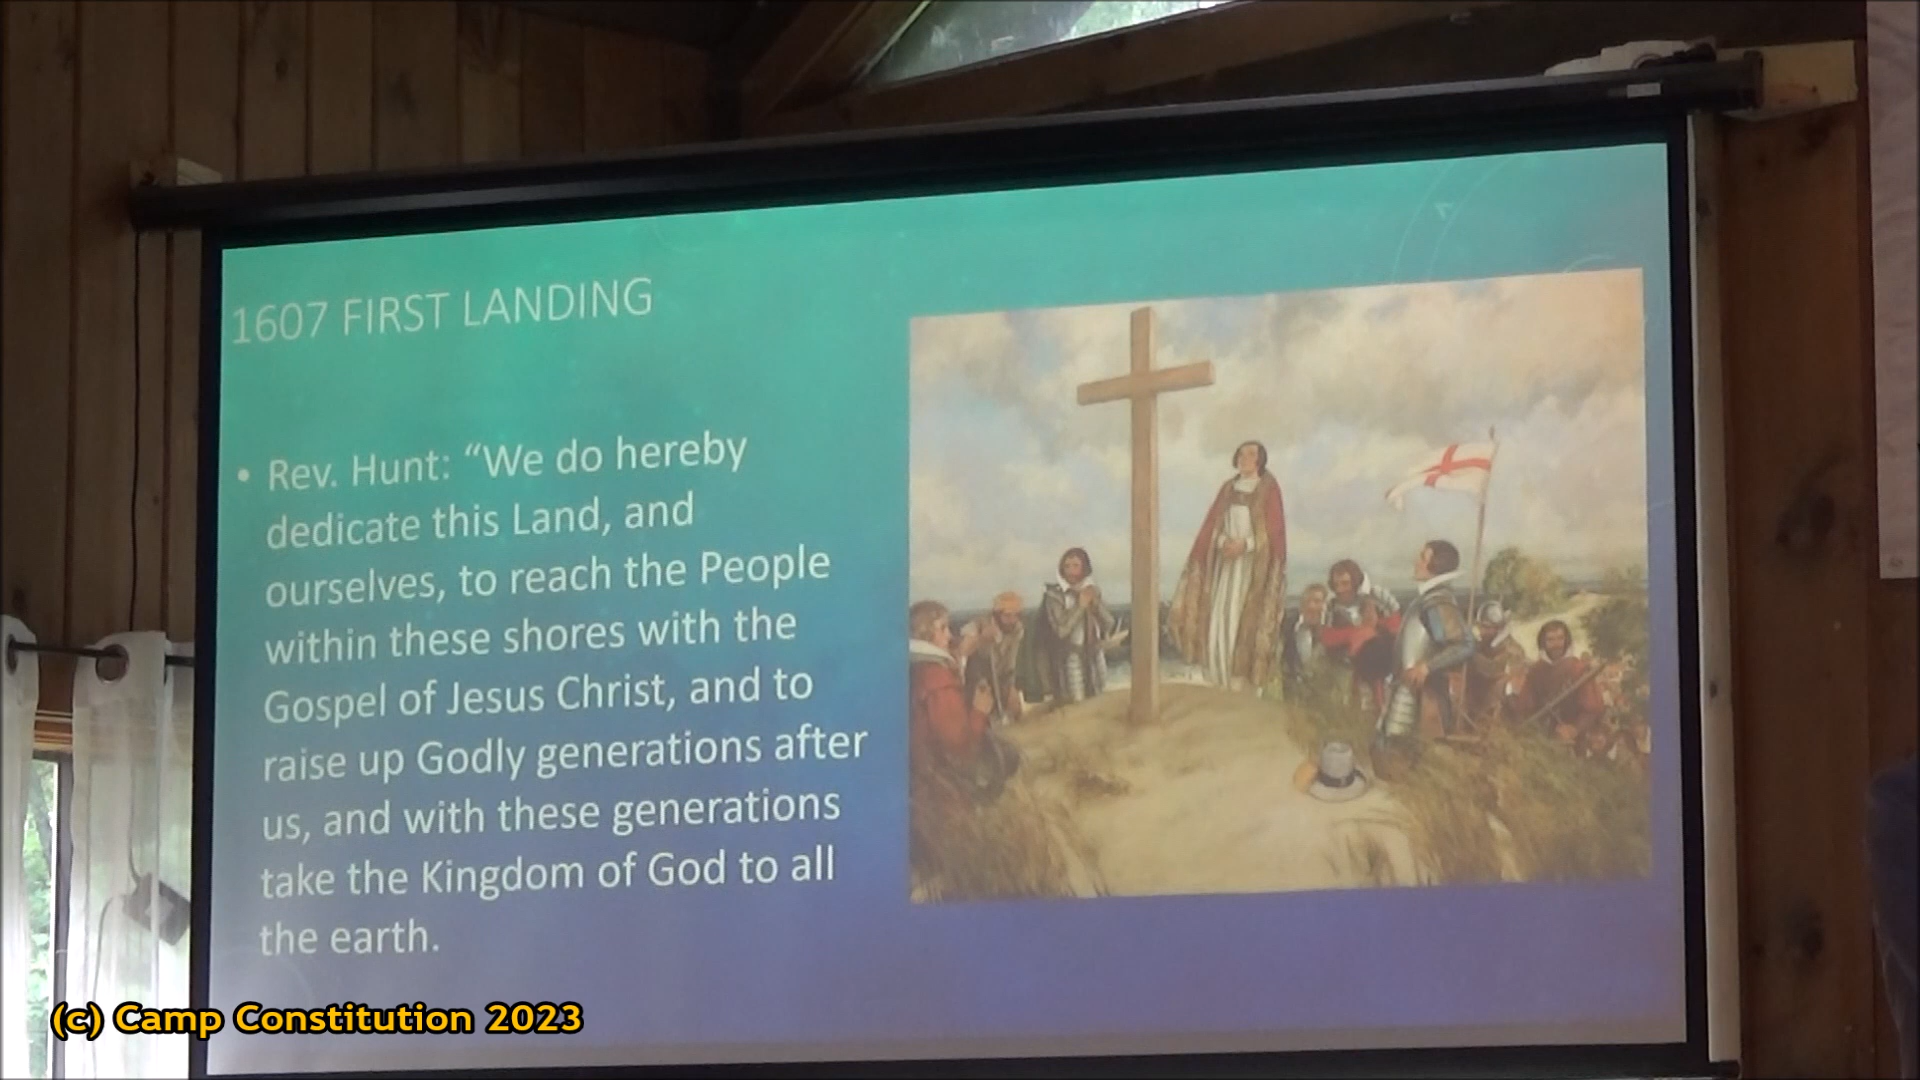 1607 FIRST LANDING
• Rev. Hunt: “We do hereby
dedicate this Land, and
ourselves, to reach the People
within these shores with the
Gospel of Jesus Christ, and to
raise up Godly generations after
us, and with these generations
take the Kingdom of God to all
the earth.
(c) Camp Constitution 2023